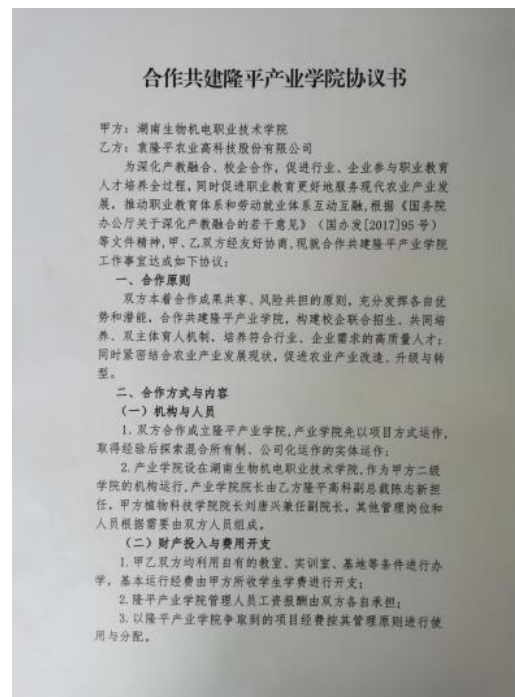 合作共建隆平产业学院协议书
甲方：湖南生物机电职业技术学院
乙方：袁隆平农业高科技股份有限公司
为深化产教融合、校企合作，促进行业、企业参与职业教育
人才培养全过程，同时促进职业教育更好地服务现代农业产业发
展，推动职业教育体系和劳动就业体系互动互融，根据《国务院
办公厅关于深化产教融合的若干意见》（国办发[2017]95 号）
等文件精神，甲、乙双方经友好协商，现就合作共建隆平产业学院
工作事宜达成如下协议：
一、合作原则
双方本着合作成果共享、风险共担的原则，充分发挥各自优
势和潜能，合作共建隆平产业学院，构建校企联合招生、共同培
养、双主体育人机制，培养符合行业、企业需求的高质量人才；
同时紧密结合农业产业发展现状，促进农业产业改造、升级与转
型。
二、合作方式与内容
（一）机构与人员
1. 双方合作成立隆平产业学院，产业学院先以项目方式运作，
取得经验后探索混合所有制、公司化运作的实体运作；
2. 产业学院设在湖南生物机电职业技术学院，作为甲方二级
学院的机构运行，产业学院院长由乙方隆平高科副总裁陈志新担
任，甲方植物科技学院院长刘唐兴兼任副院长，其他管理岗位和
人员根据需要由双方人员组成。
（二）财产投入与费用开支
1. 甲乙双方均利用自有的教室、实训室、基地等条件进行办
学，基本运行经费由甲方所收学生学费进行开支；
2. 隆平产业学院管理人员工资报酬由双方各自承担；
3. 以隆平产业学院争取到的项目经费按其管理原则进行使
用与分配。